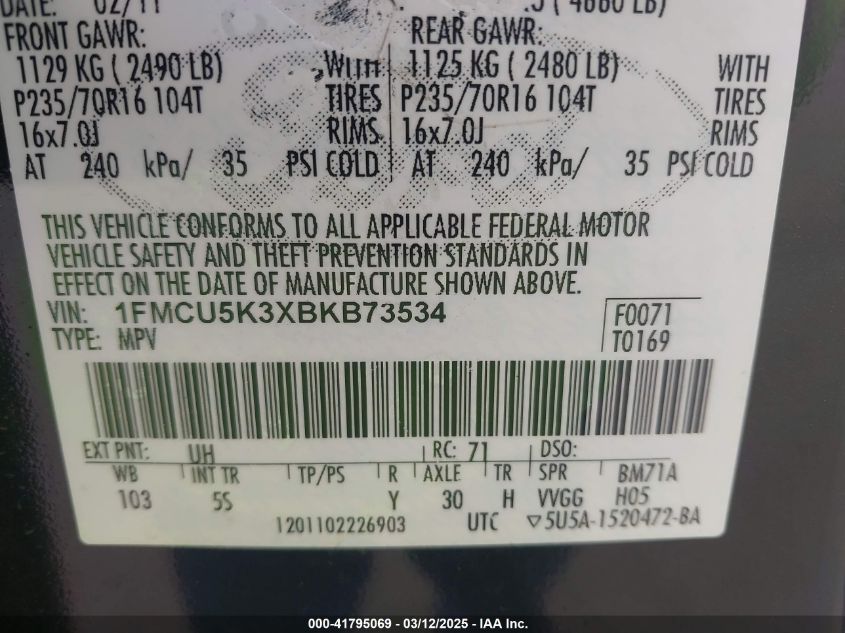 DATE: 02/11 ( 4660 LB)
FRONT GAWR: REAR GAWR:
1129 KG ( 2490 LB) WITH 1125 KG ( 2480 LB) WITH
P235/70R16 104T TIRES P235/70R16 104T TIRES
16x7.0J RIMS 16x7.0J RIMS
AT 240 kPa/ 35 PSI COLD AT 240 kPa/ 35 PSI COLD
THIS VEHICLE CONFORMS TO ALL APPLICABLE FEDERAL MOTOR
VEHICLE SAFETY AND THEFT PREVENTION STANDARDS IN
EFFECT ON THE DATE OF MANUFACTURE SHOWN ABOVE.
VIN: 1FMCU5K3XBKB73534 F0071
TYPE: MPV T0169
EXT PNT: UH RC: 71 DSO:
WB INT TR TP/PS R AXLE TR SPR BM71A
103 5S Y 30 H VVGG H05
1201102226903 UTC ▽5U5A-1520472-BA
000-41795069 - 03/12/2025 - IAA Inc.